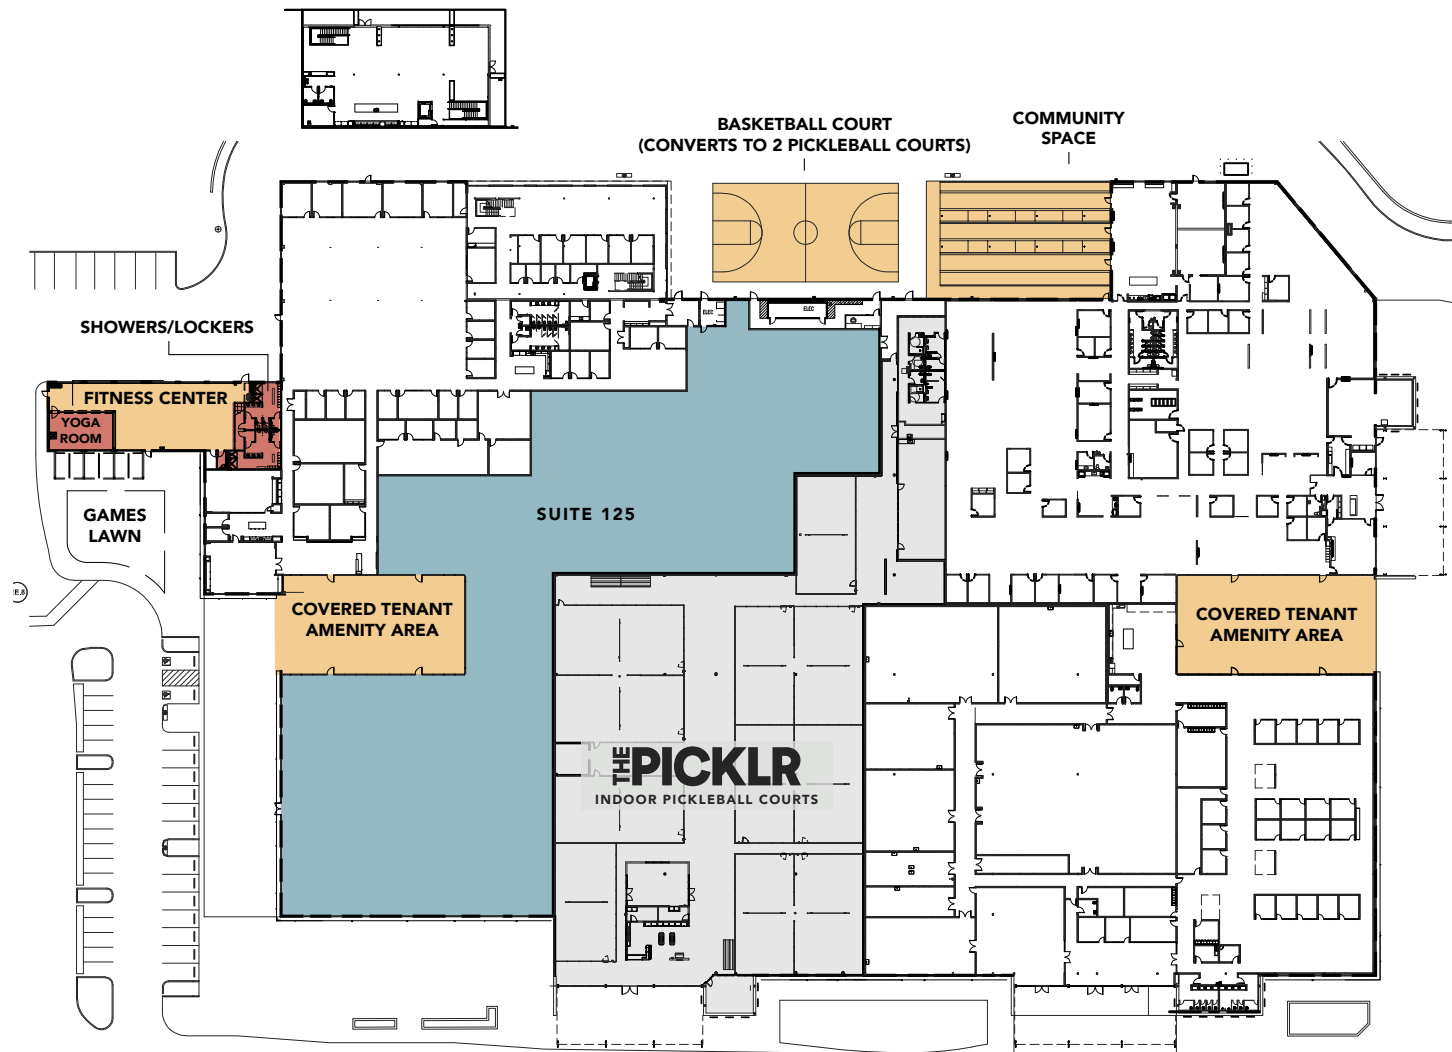 BASKETBALL COURT
(CONVERTS TO 2 PICKLEBALL COURTS)
COMMUNITY
SPACE
ELEC
ELEC
SHOWERS/LOCKERS
FITNESS CENTER
YOGA
ROOM
GAMES
LAWN
SUITE 125
COVERED TENANT
AMENITY AREA
COVERED TENANT
AMENITY AREA
THE PICKLR
INDOOR PICKLEBALL COURTS